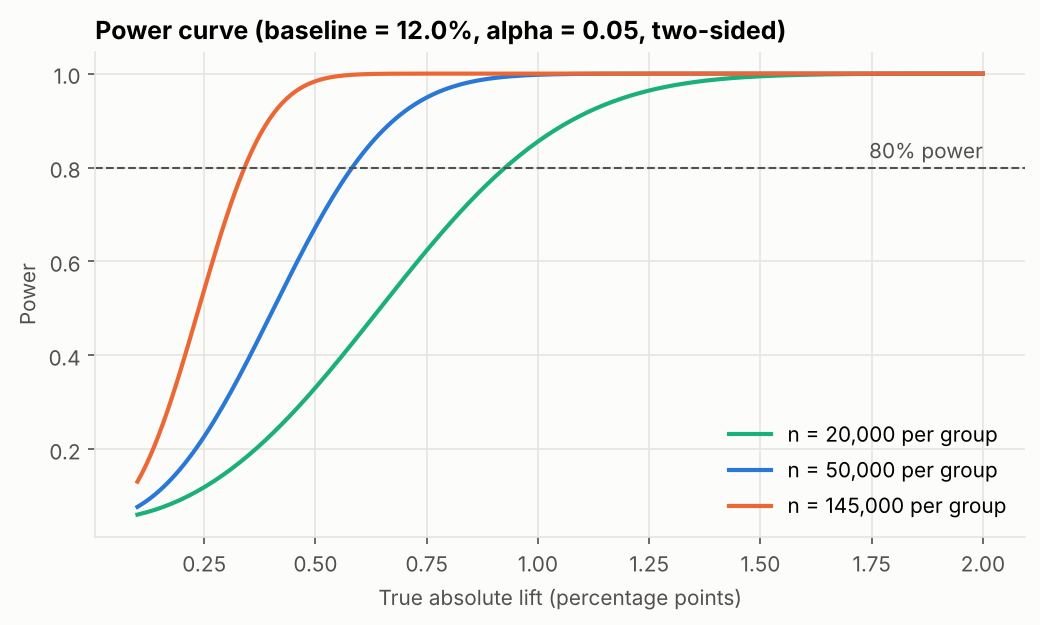 Power curve (baseline = 12.0%, alpha = 0.05, two-sided)
1.0
80% power
0.8
Power
0.6
0.4
0.2
n = 20,000 per group
n = 50,000 per group
n = 145,000 per group
0.25 0.50 0.75 1.00 1.25 1.50 1.75 2.00
True absolute lift (percentage points)